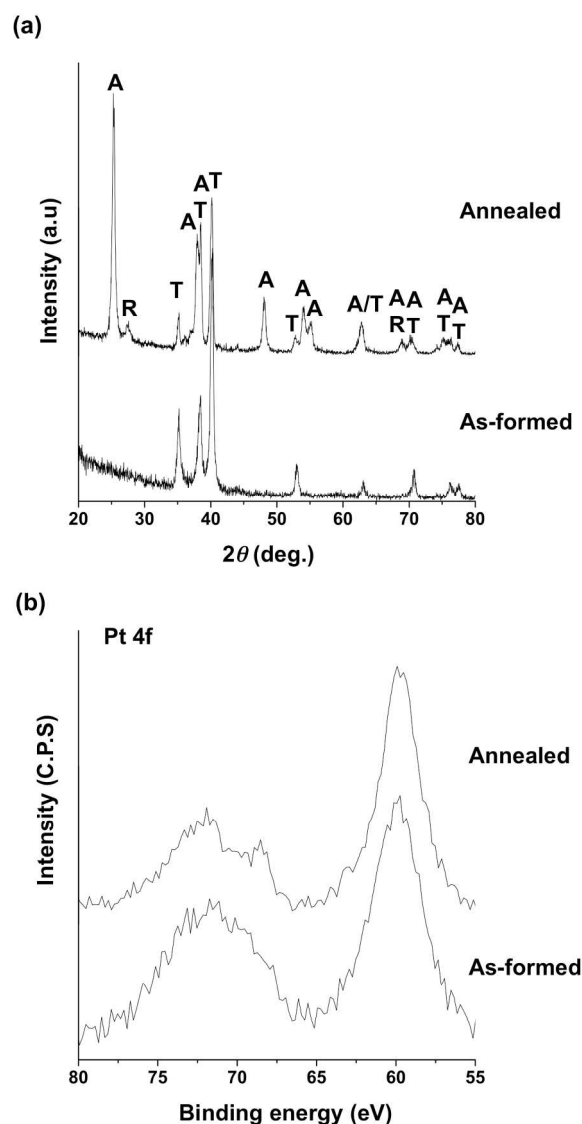 (a)
A
A T
Annealed
A T
R T A A A A A/T A A A A
T R T T T
As-formed
Intensity (a.u)
20 30 40 50 60 70 80
2θ (deg.)
(b)
Pt 4f
Annealed
As-formed
Intensity (C.P.S)
80 75 70 65 60 55
Binding energy (eV)